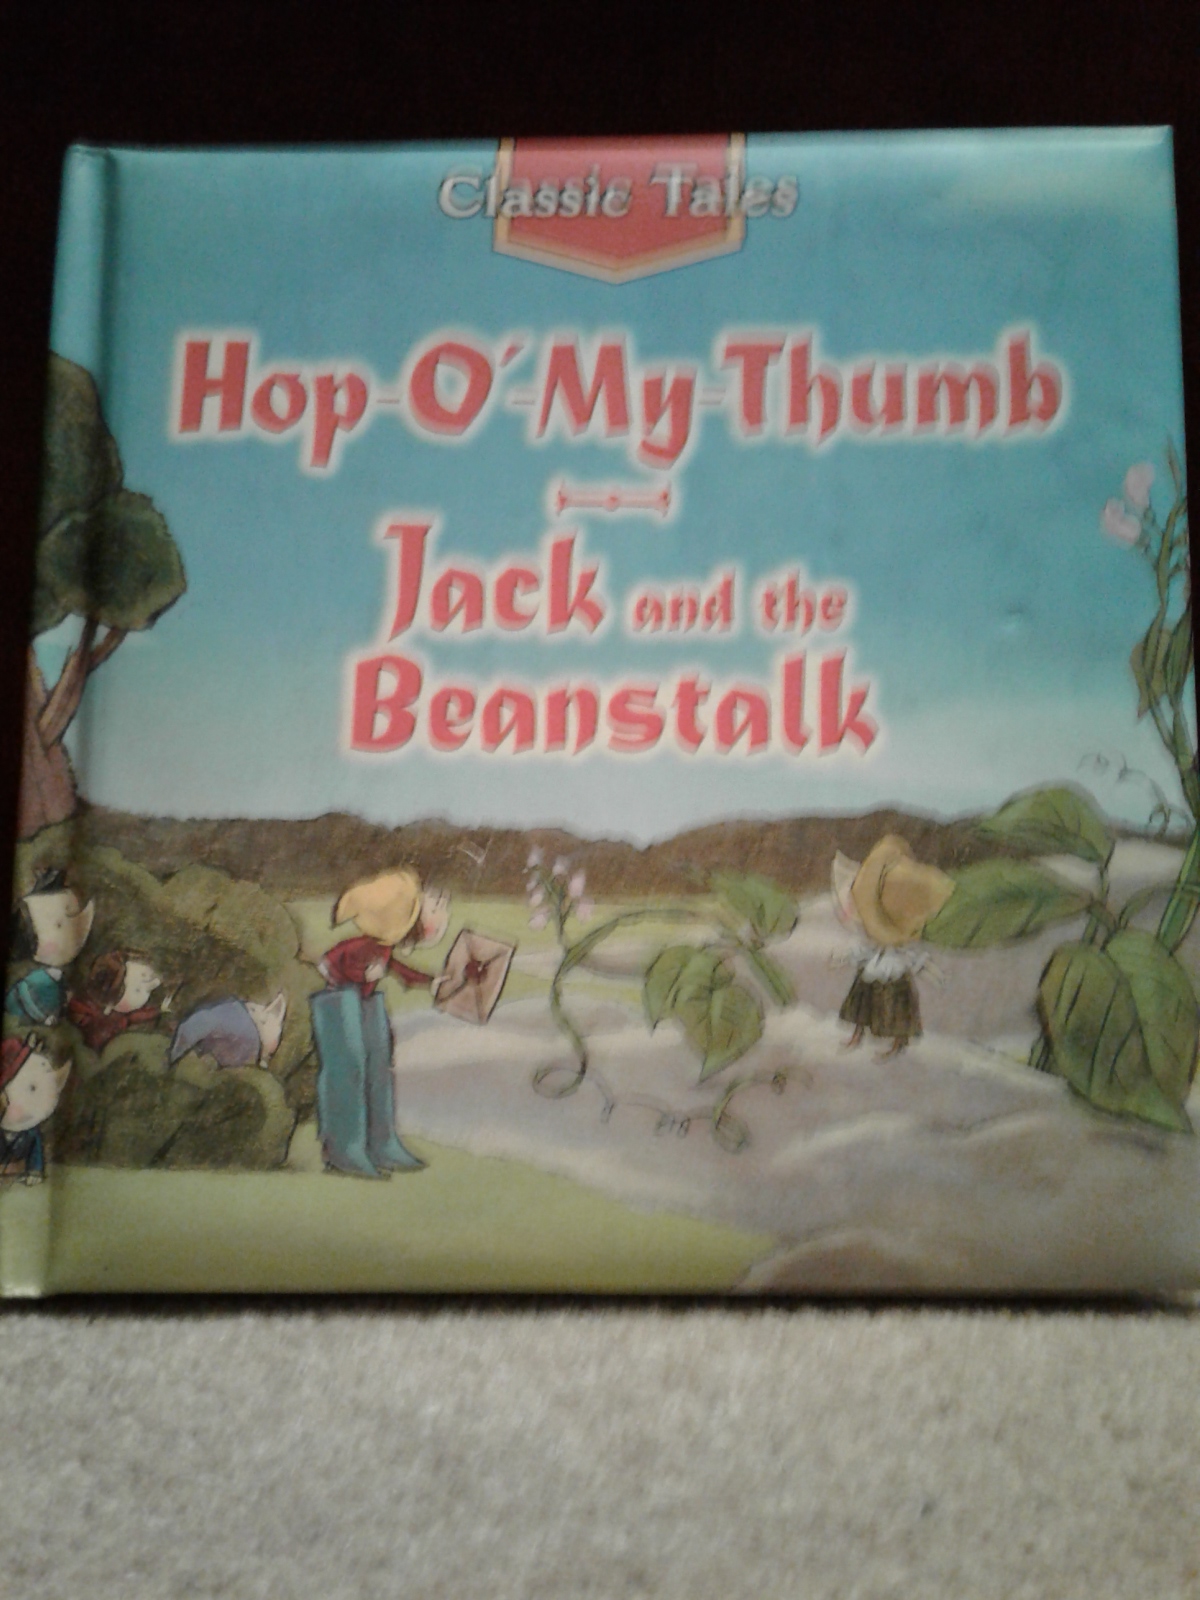 Classic Tales
Hop-O'-My-Thumb
Jack and the
Beanstalk